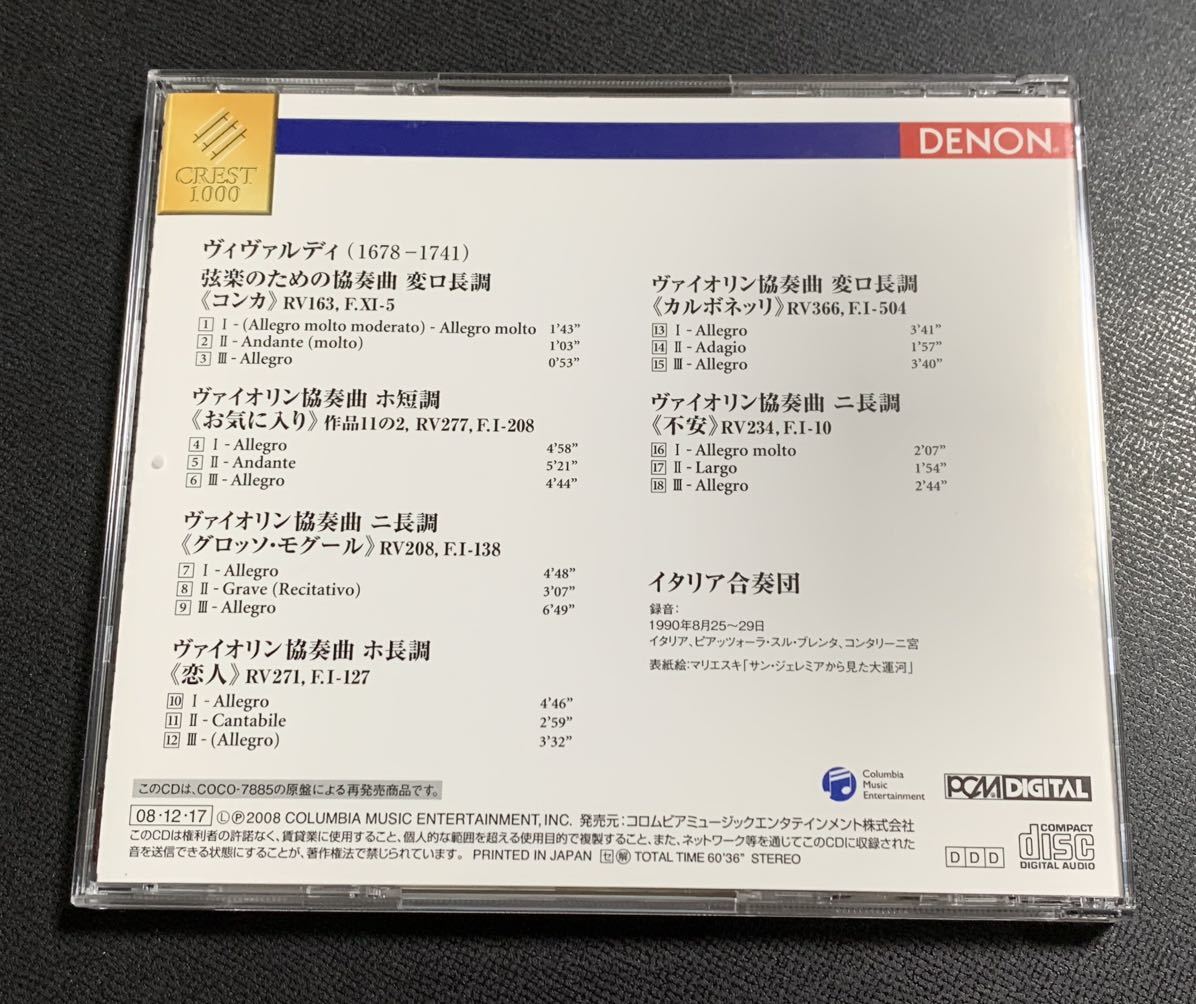 CREST
1000
DENON
ヴィヴァルディ (1678–1741)
弦楽のための協奏曲 変ロ長調
《コンカ》RV163, F.XI-5
1 I - (Allegro molto moderato) - Allegro molto 1'43”
2 II - Andante (molto) 1'03”
3 III - Allegro 0'53”
ヴァイオリン協奏曲 ホ短調
《お気に入り》作品11の2, RV277, F.I-208
4 I - Allegro 4'58”
5 II - Andante 5'21”
6 III - Allegro 4'44”
ヴァイオリン協奏曲 ニ長調
《グロッソ・モグール》RV208, F.I-138
7 I - Allegro 4'48”
8 II - Grave (Recitativo) 3'07”
9 III - Allegro 6'49”
ヴァイオリン協奏曲 ホ長調
《恋人》RV271, F.I-127
10 I - Allegro 4'46”
11 II - Cantabile 2'59”
12 III - (Allegro) 3'32”
ヴァイオリン協奏曲 変ロ長調
《カルボネッリ》RV366, F.I-504
13 I - Allegro 3'41”
14 II - Adagio 1'57”
15 III - Allegro 3'40”
ヴァイオリン協奏曲 ニ長調
《不安》RV234, F.I-10
16 I - Allegro molto 2'07”
17 II - Largo 1'54”
18 III - Allegro 2'44”
イタリア合奏団
録音：
1990年8月25〜29日
イタリア、ピアッツォーラ・スル・ブレンタ、コンタリーニ宮
表紙絵：マリエスキ「サン・ジェレミアから見た大運河」
このCDは、COCO-7885の原盤による再発売商品です。
Columbia
Music
Entertainment
PCM DIGITAL
08・12・17 ⓁⓅ2008 COLUMBIA MUSIC ENTERTAINMENT, INC. 発売元：コロムビアミュージックエンタテインメント株式会社
このCDは権利者の許諾なく、賃貸業に使用すること、個人的な範囲を超える使用目的で複製すること、また、ネットワーク等を通じてこのCDに収録された
音を送信できる状態にすることが、著作権法で禁じられています。 PRINTED IN JAPAN セ 解 TOTAL TIME 60'36” STEREO
DDD
COMPACT
disc
DIGITAL AUDIO